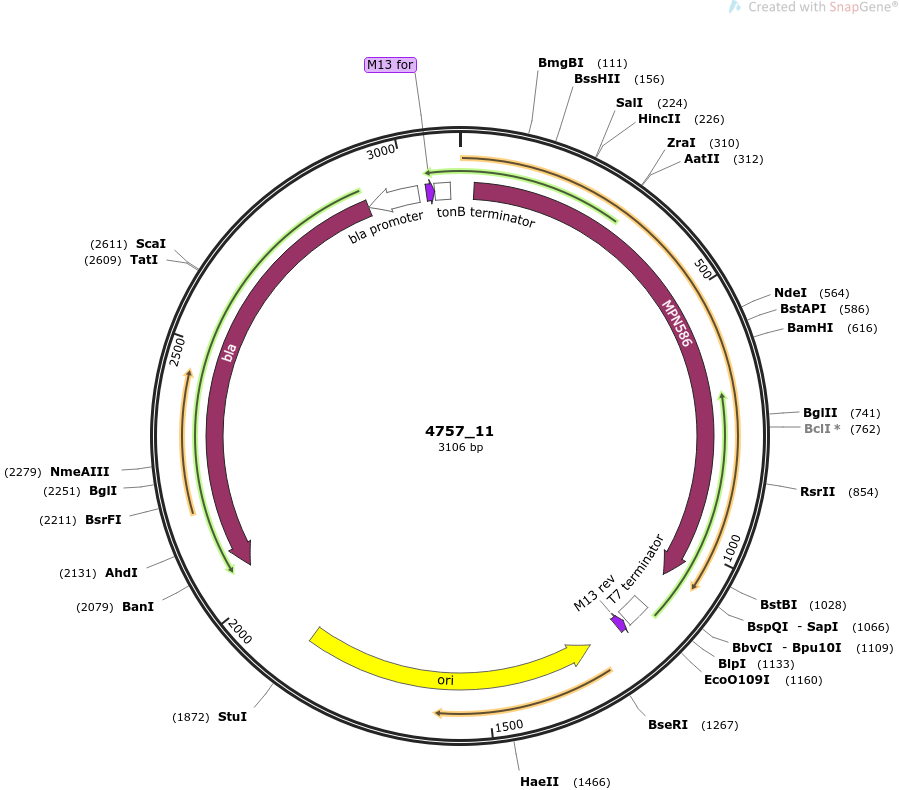 Created with SnapGene®
M13 for
BmgBI (111)
BssHII (156)
SalI (224)
HincII (226)
ZraI (310)
AatII (312)
3000
bla promoter
tonB terminator
(2611) ScaI
(2609) TatI
500
NdeI (564)
BstAPI (586)
BamHI (616)
MPN586
2500
bla
BglII (741)
BclI * (762)
4757_11
3106 bp
(2279) NmeAIII
(2251) BglI
(2211) BsrFI
RsrII (854)
(2131) AhdI
(2079) BanI
1000
T7 terminator
M13 rev
BstBI (1028)
BspQI - SapI (1066)
BbvCI - Bpu10I (1109)
BlpI (1133)
EcoO109I (1160)
2000
ori
(1872) StuI
BseRI (1267)
1500
HaeII (1466)